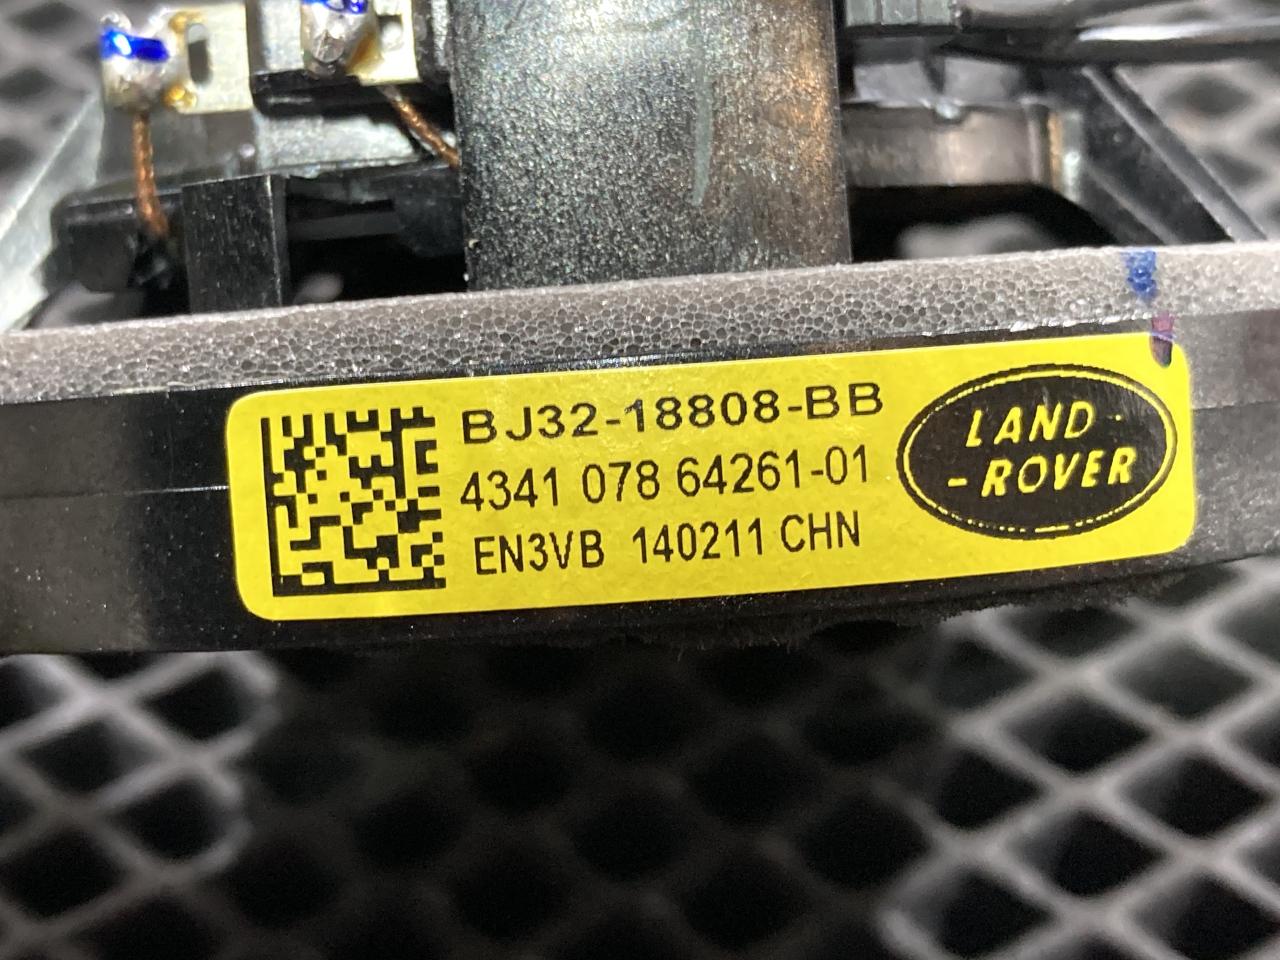 BJ32-18808-BB
4341 078 64261-01
EN3VB 140211 CHN
LAND-
-ROVER